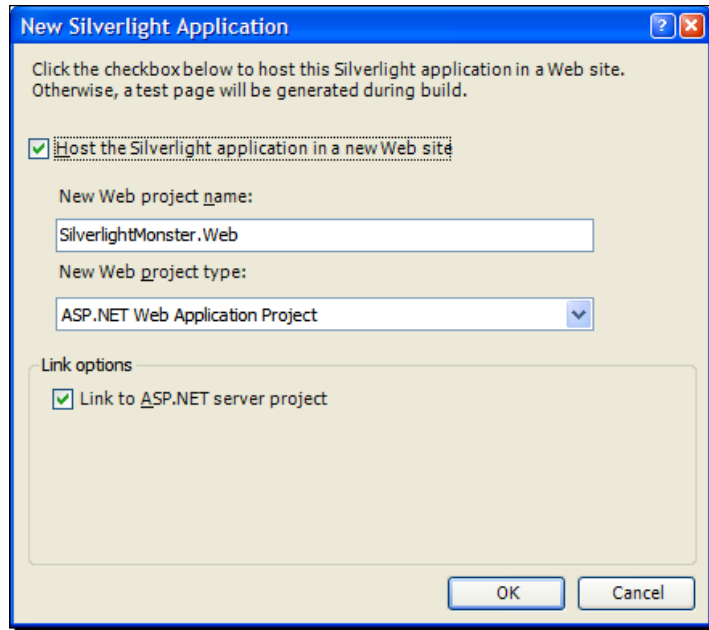 New Silverlight Application
Click the checkbox below to host this Silverlight application in a Web site.
Otherwise, a test page will be generated during build.
Host the Silverlight application in a new Web site
New Web project name:
SilverlightMonster.Web
New Web project type:
ASP.NET Web Application Project
Link options
Link to ASP.NET server project
OK Cancel